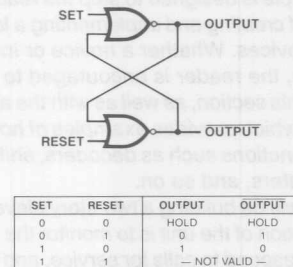 SET
OUTPUT
OUTPUT
RESET
SET RESET OUTPUT OUTPUT
0 0 HOLD HOLD
0 1 0 1
1 0 1 0
1 1 — NOT VALID —